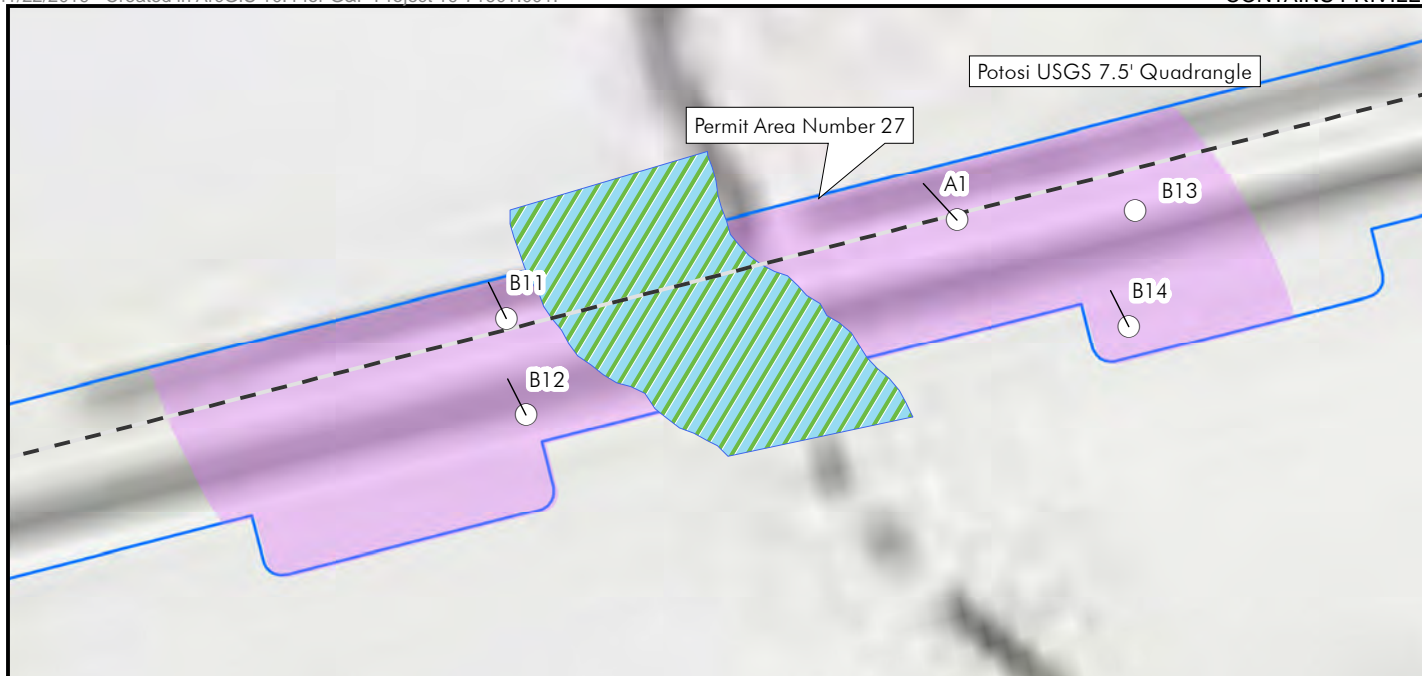 Potosi USGS 7.5' Quadrangle
Permit Area Number 27
A1
B13
B11
B14
B12